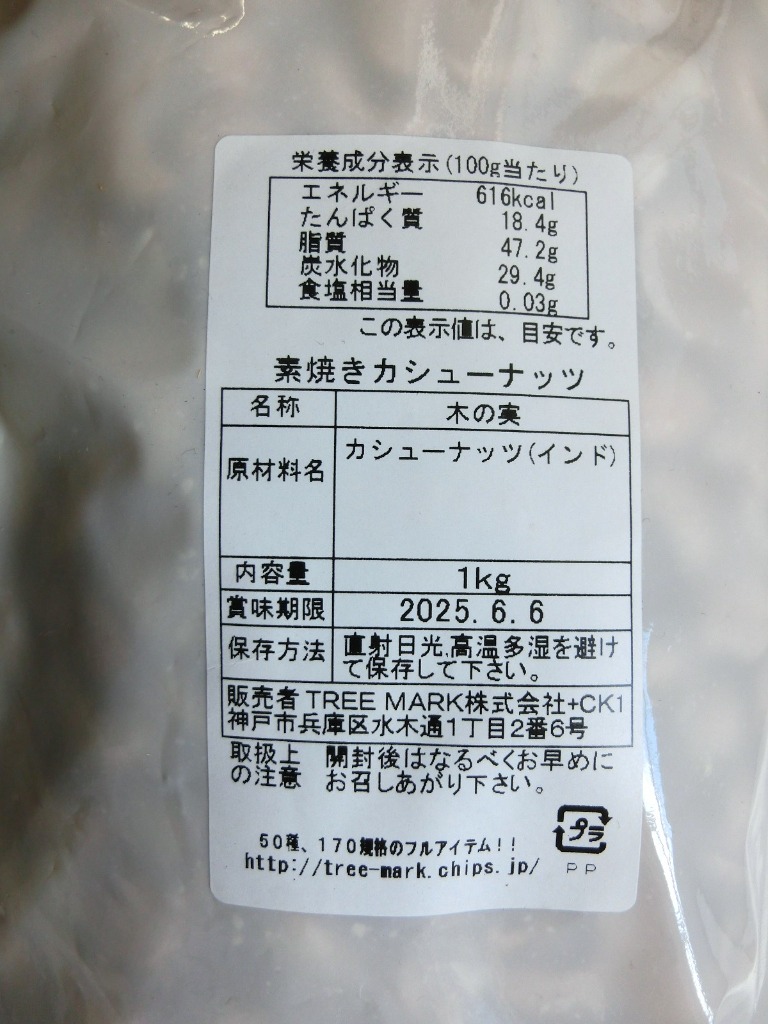 栄養成分表示(100g当たり)
エネルギー 616kcal
たんぱく質 18.4g
脂質 47.2g
炭水化物 29.4g
食塩相当量 0.03g
この表示値は、目安です。
素焼きカシューナッツ
名称 木の実
原材料名 カシューナッツ(インド)
内容量 1kg
賞味期限 2025.6.6
保存方法 直射日光,高温多湿を避け
て保存して下さい。
販売者 TREE MARK株式会社+CK1
神戸市兵庫区水木通1丁目2番6号
取扱上 開封後はなるべくお早めに
の注意 お召しあがり下さい。
プラ
50種、170規格のフルアイテム!!
http://tree-mark.chips.jp/ PP